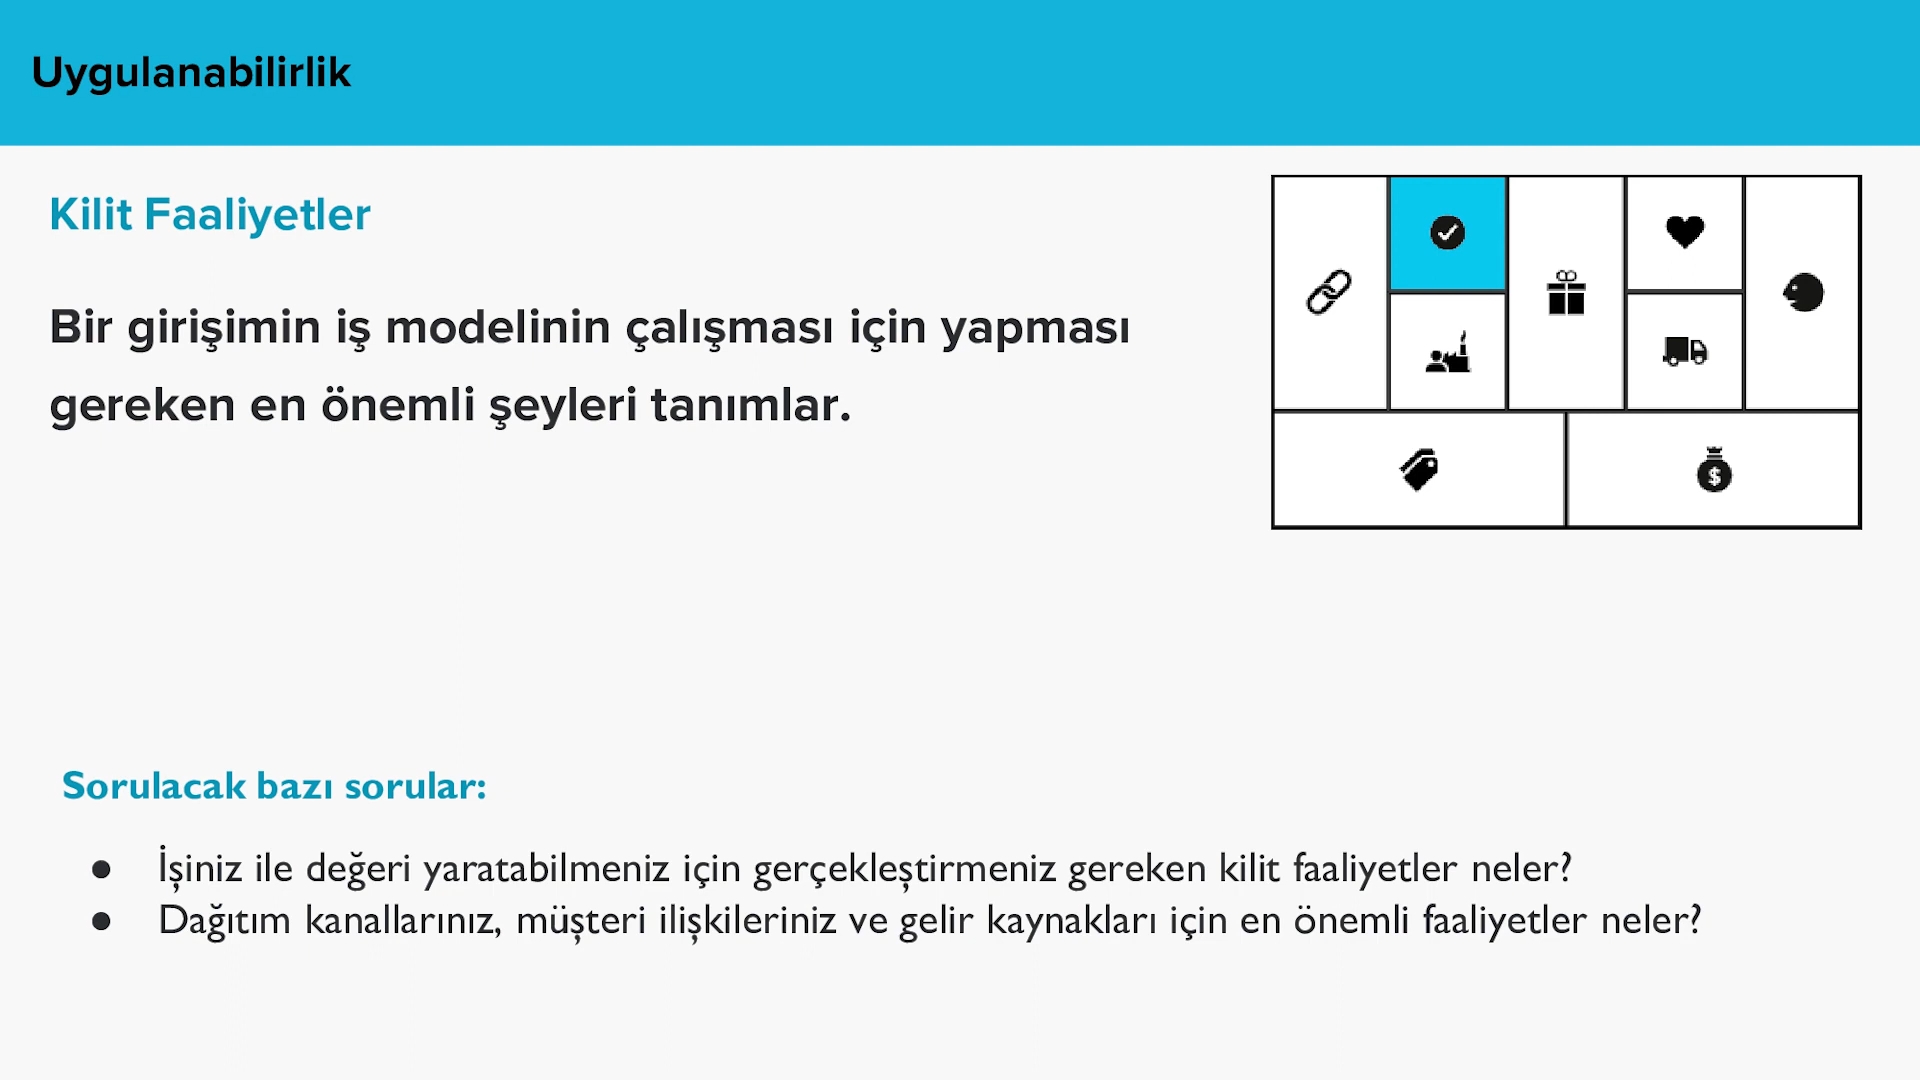 Uygulanabilirlik
Kilit Faaliyetler
Bir girişimin iş modelinin çalışması için yapması
gereken en önemli şeyleri tanımlar.
$
Sorulacak bazı sorular:
● İşiniz ile değeri yaratabilmeniz için gerçekleştirmeniz gereken kilit faaliyetler neler?
● Dağıtım kanallarınız, müşteri ilişkileriniz ve gelir kaynakları için en önemli faaliyetler neler?